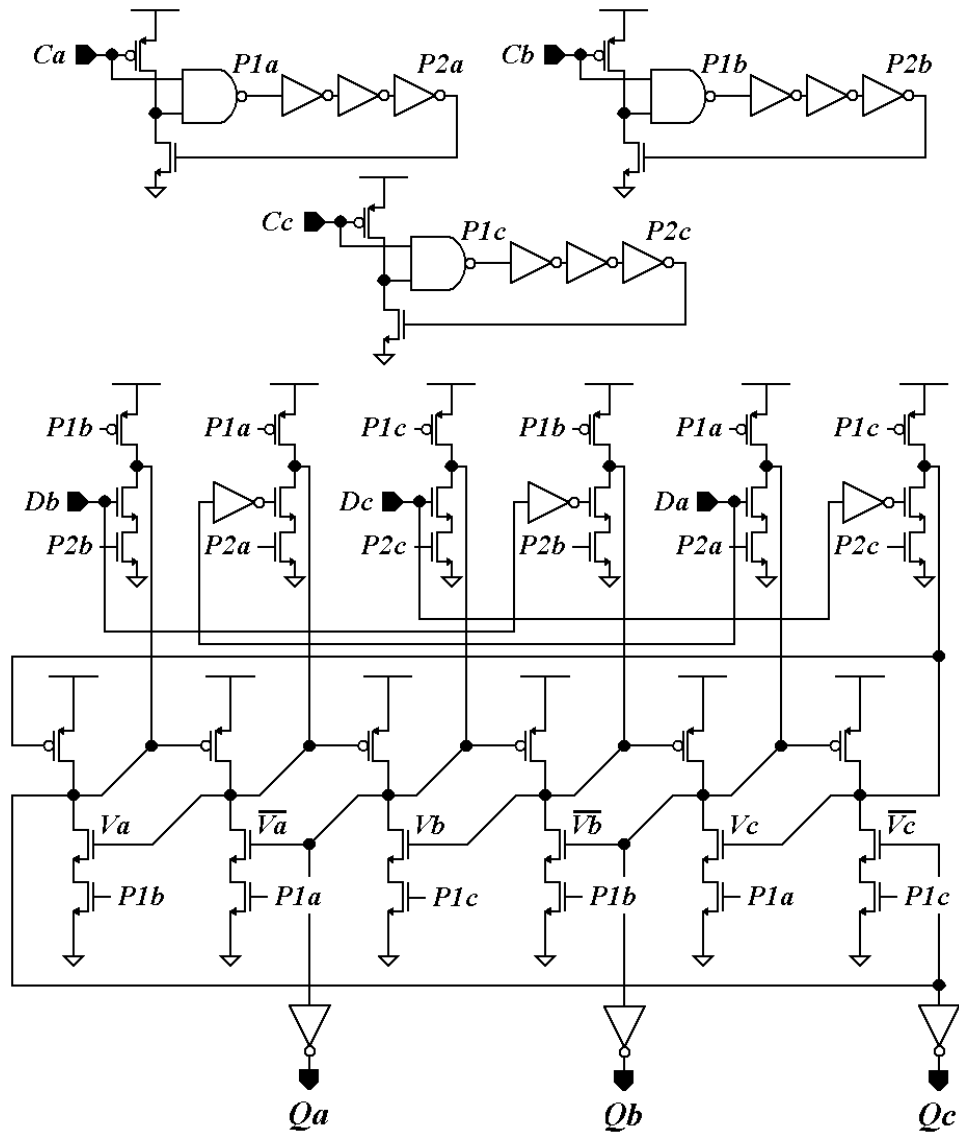 Ca P1a P2a Cb P1b P2b
Cc P1c P2c
P1b P1a P1c P1b P1a P1c
Db Dc Da
P2b P2a P2c P2b P2a P2c
Va V̅a̅ Vb V̅b̅ Vc V̅c̅
P1b P1a P1c P1b P1a P1c
Qa Qb Qc